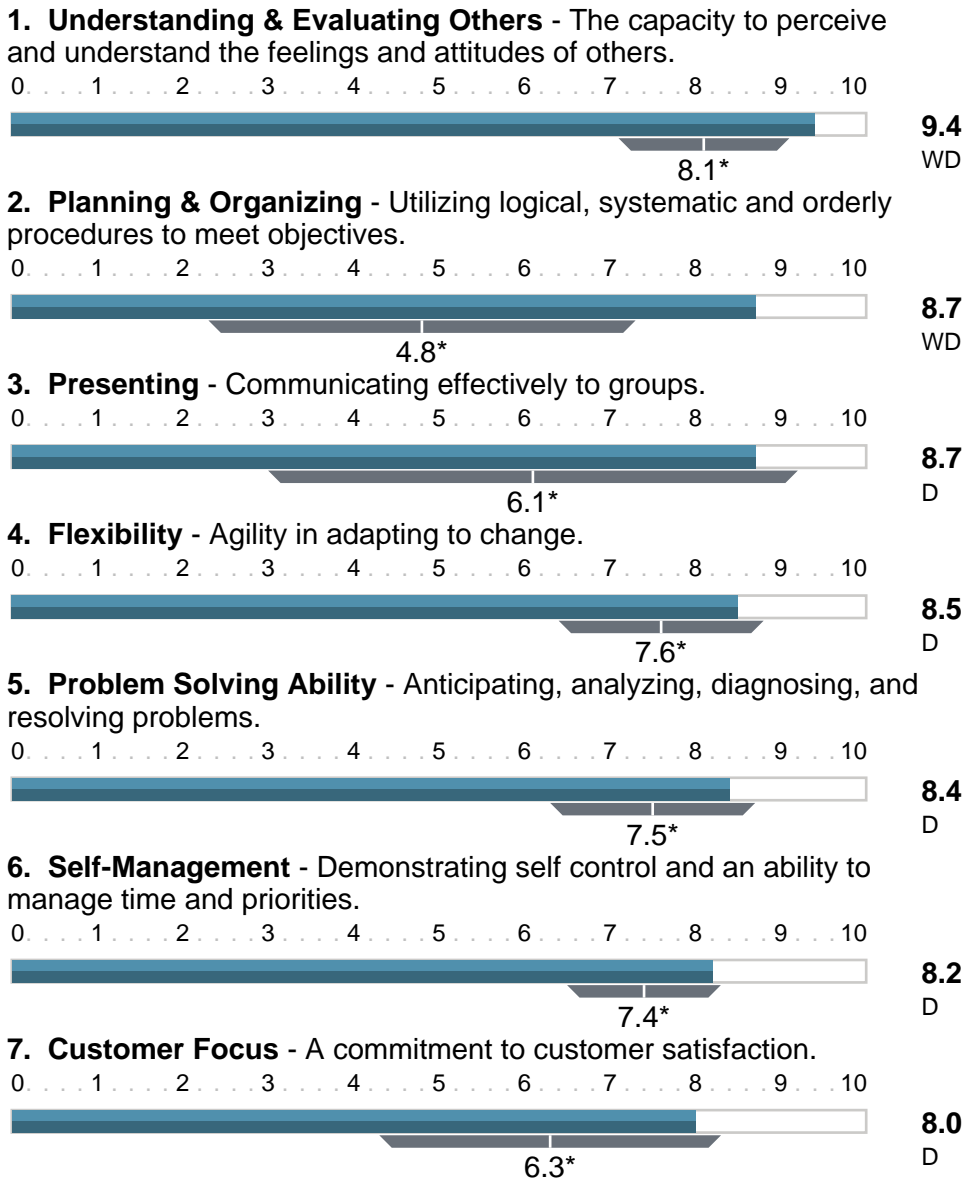 1. Understanding & Evaluating Others - The capacity to perceive
and understand the feelings and attitudes of others.
0. . . . 1 . . . . 2 . . . . 3 . . . . 4 . . . . 5 . . . . 6 . . . . 7 . . . . 8 . . . . 9 . . . 10
9.4
WD
8.1*
2. Planning & Organizing - Utilizing logical, systematic and orderly
procedures to meet objectives.
0. . . . 1 . . . . 2 . . . . 3 . . . . 4 . . . . 5 . . . . 6 . . . . 7 . . . . 8 . . . . 9 . . . 10
8.7
WD
4.8*
3. Presenting - Communicating effectively to groups.
0. . . . 1 . . . . 2 . . . . 3 . . . . 4 . . . . 5 . . . . 6 . . . . 7 . . . . 8 . . . . 9 . . . 10
8.7
D
6.1*
4. Flexibility - Agility in adapting to change.
0. . . . 1 . . . . 2 . . . . 3 . . . . 4 . . . . 5 . . . . 6 . . . . 7 . . . . 8 . . . . 9 . . . 10
8.5
D
7.6*
5. Problem Solving Ability - Anticipating, analyzing, diagnosing, and
resolving problems.
0. . . . 1 . . . . 2 . . . . 3 . . . . 4 . . . . 5 . . . . 6 . . . . 7 . . . . 8 . . . . 9 . . . 10
8.4
D
7.5*
6. Self-Management - Demonstrating self control and an ability to
manage time and priorities.
0. . . . 1 . . . . 2 . . . . 3 . . . . 4 . . . . 5 . . . . 6 . . . . 7 . . . . 8 . . . . 9 . . . 10
8.2
D
7.4*
7. Customer Focus - A commitment to customer satisfaction.
0. . . . 1 . . . . 2 . . . . 3 . . . . 4 . . . . 5 . . . . 6 . . . . 7 . . . . 8 . . . . 9 . . . 10
8.0
D
6.3*